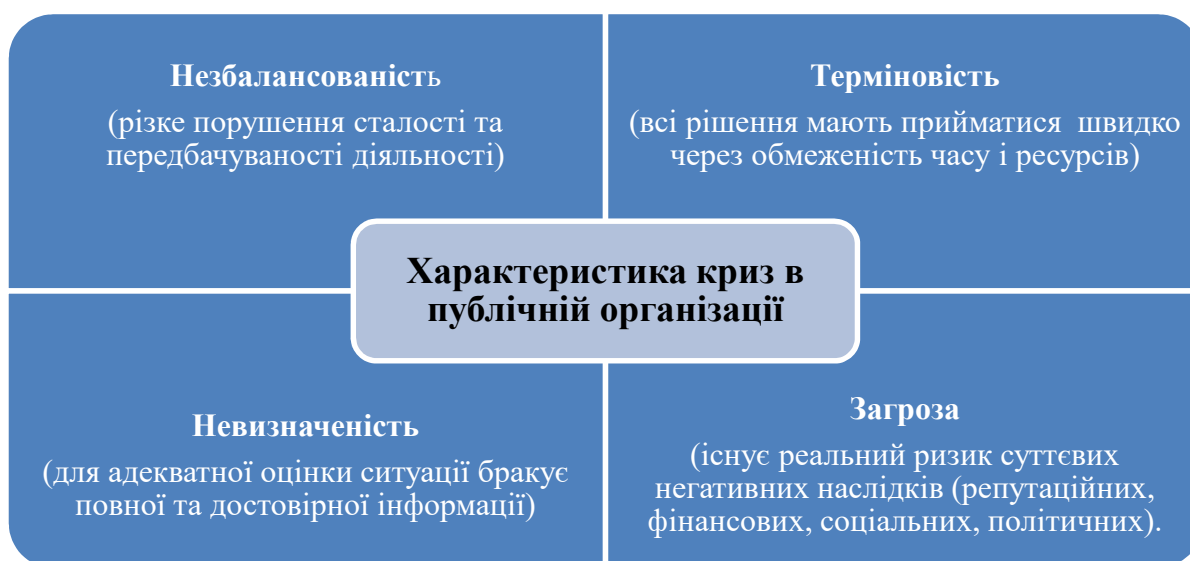 Незбалансованість
(різке порушення сталості та
передбачуваності діяльності)
Терміновість
(всі рішення мають прийматися швидко
через обмеженість часу і ресурсів)
Характеристика криз в
публічній організації
Невизначеність
(для адекватної оцінки ситуації бракує
повної та достовірної інформації)
Загроза
(існує реальний ризик суттєвих
негативних наслідків (репутаційних,
фінансових, соціальних, політичних).